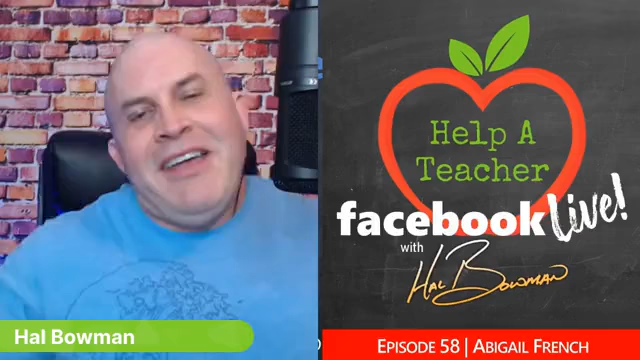 Help A
Teacher
facebook Live!
with
Hal Bowman
Hal Bowman
EPISODE 58 | ABIGAIL FRENCH